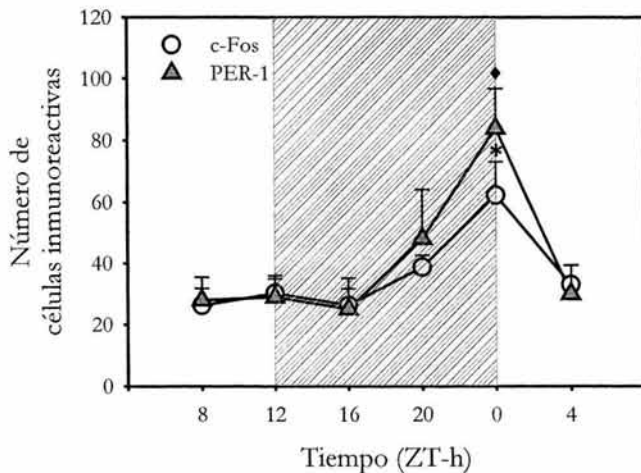 120
100
80
60
40
20
0
Número de
células inmunoreactivas
c-Fos
PER-1
*
8 12 16 20 0 4
Tiempo (ZT-h)